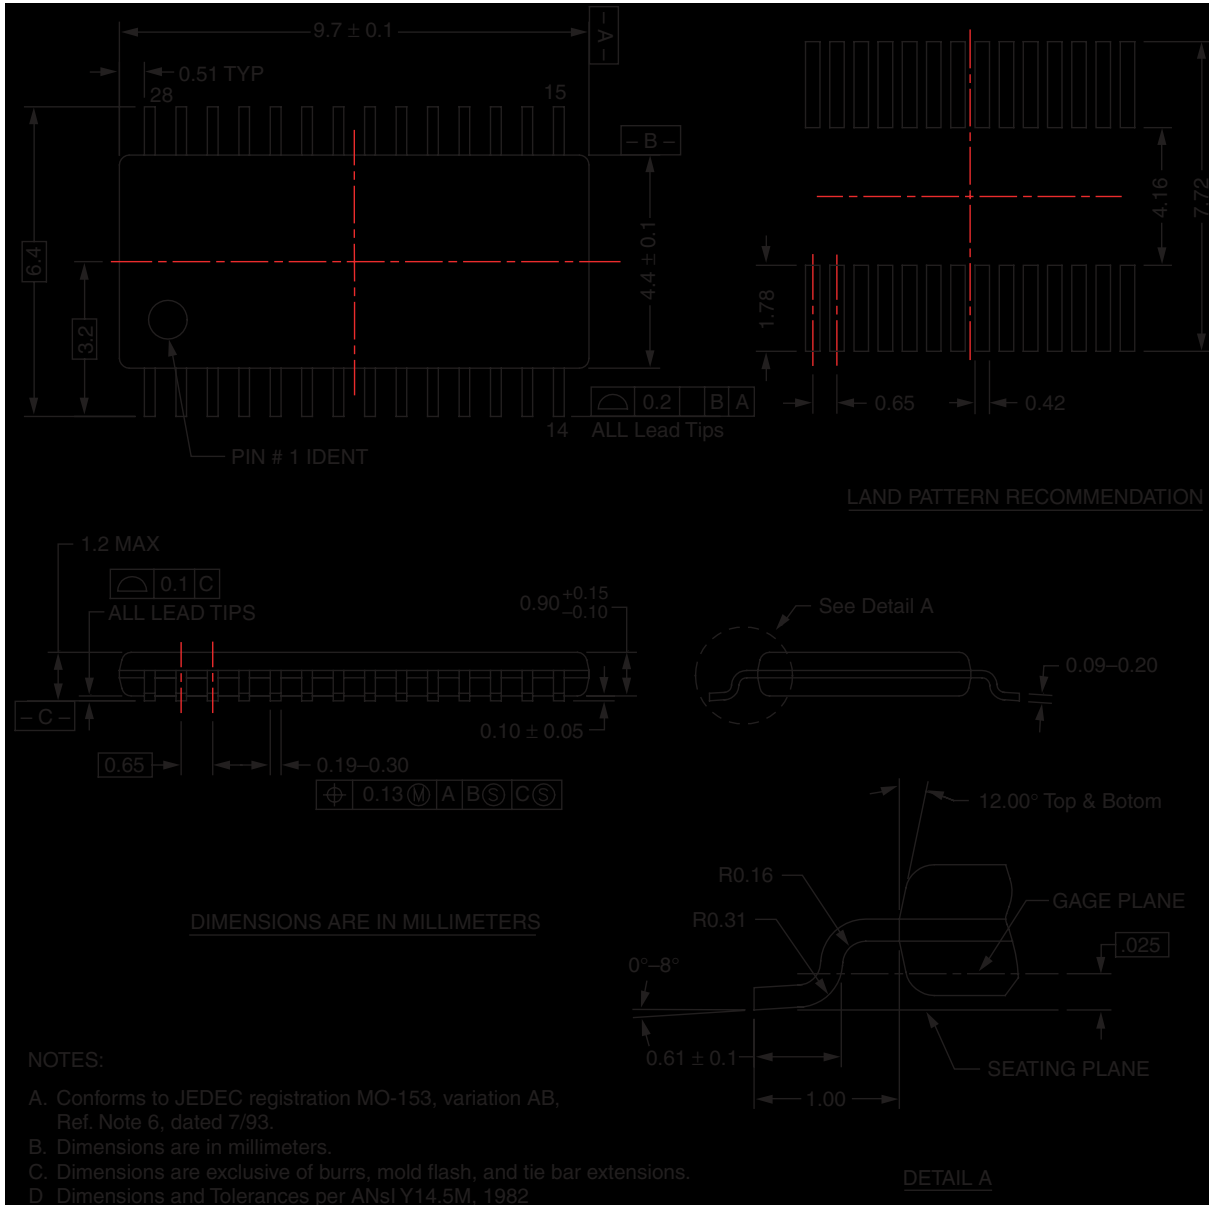 9.7 ± 0.1
– A –
0.51 TYP
28
15
– B –
6.4
3.2
4.4 ± 0.1
0.2 B A
14 ALL Lead Tips
PIN # 1 IDENT
4.16
7.72
1.78
0.65
0.42
LAND PATTERN RECOMMENDATION
1.2 MAX
0.1 C
ALL LEAD TIPS
0.90 +0.15
–0.10
See Detail A
0.09–0.20
– C –
0.10 ± 0.05
0.65
0.19–0.30
0.13 Ⓜ A B Ⓢ C Ⓢ
12.00° Top & Botom
R0.16
R0.31
GAGE PLANE
.025
DIMENSIONS ARE IN MILLIMETERS
0°–8°
0.61 ± 0.1
SEATING PLANE
1.00
DETAIL A
NOTES:
A. Conforms to JEDEC registration MO-153, variation AB,
Ref. Note 6, dated 7/93.
B. Dimensions are in millimeters.
C. Dimensions are exclusive of burrs, mold flash, and tie bar extensions.
D Dimensions and Tolerances per ANsI Y14.5M, 1982